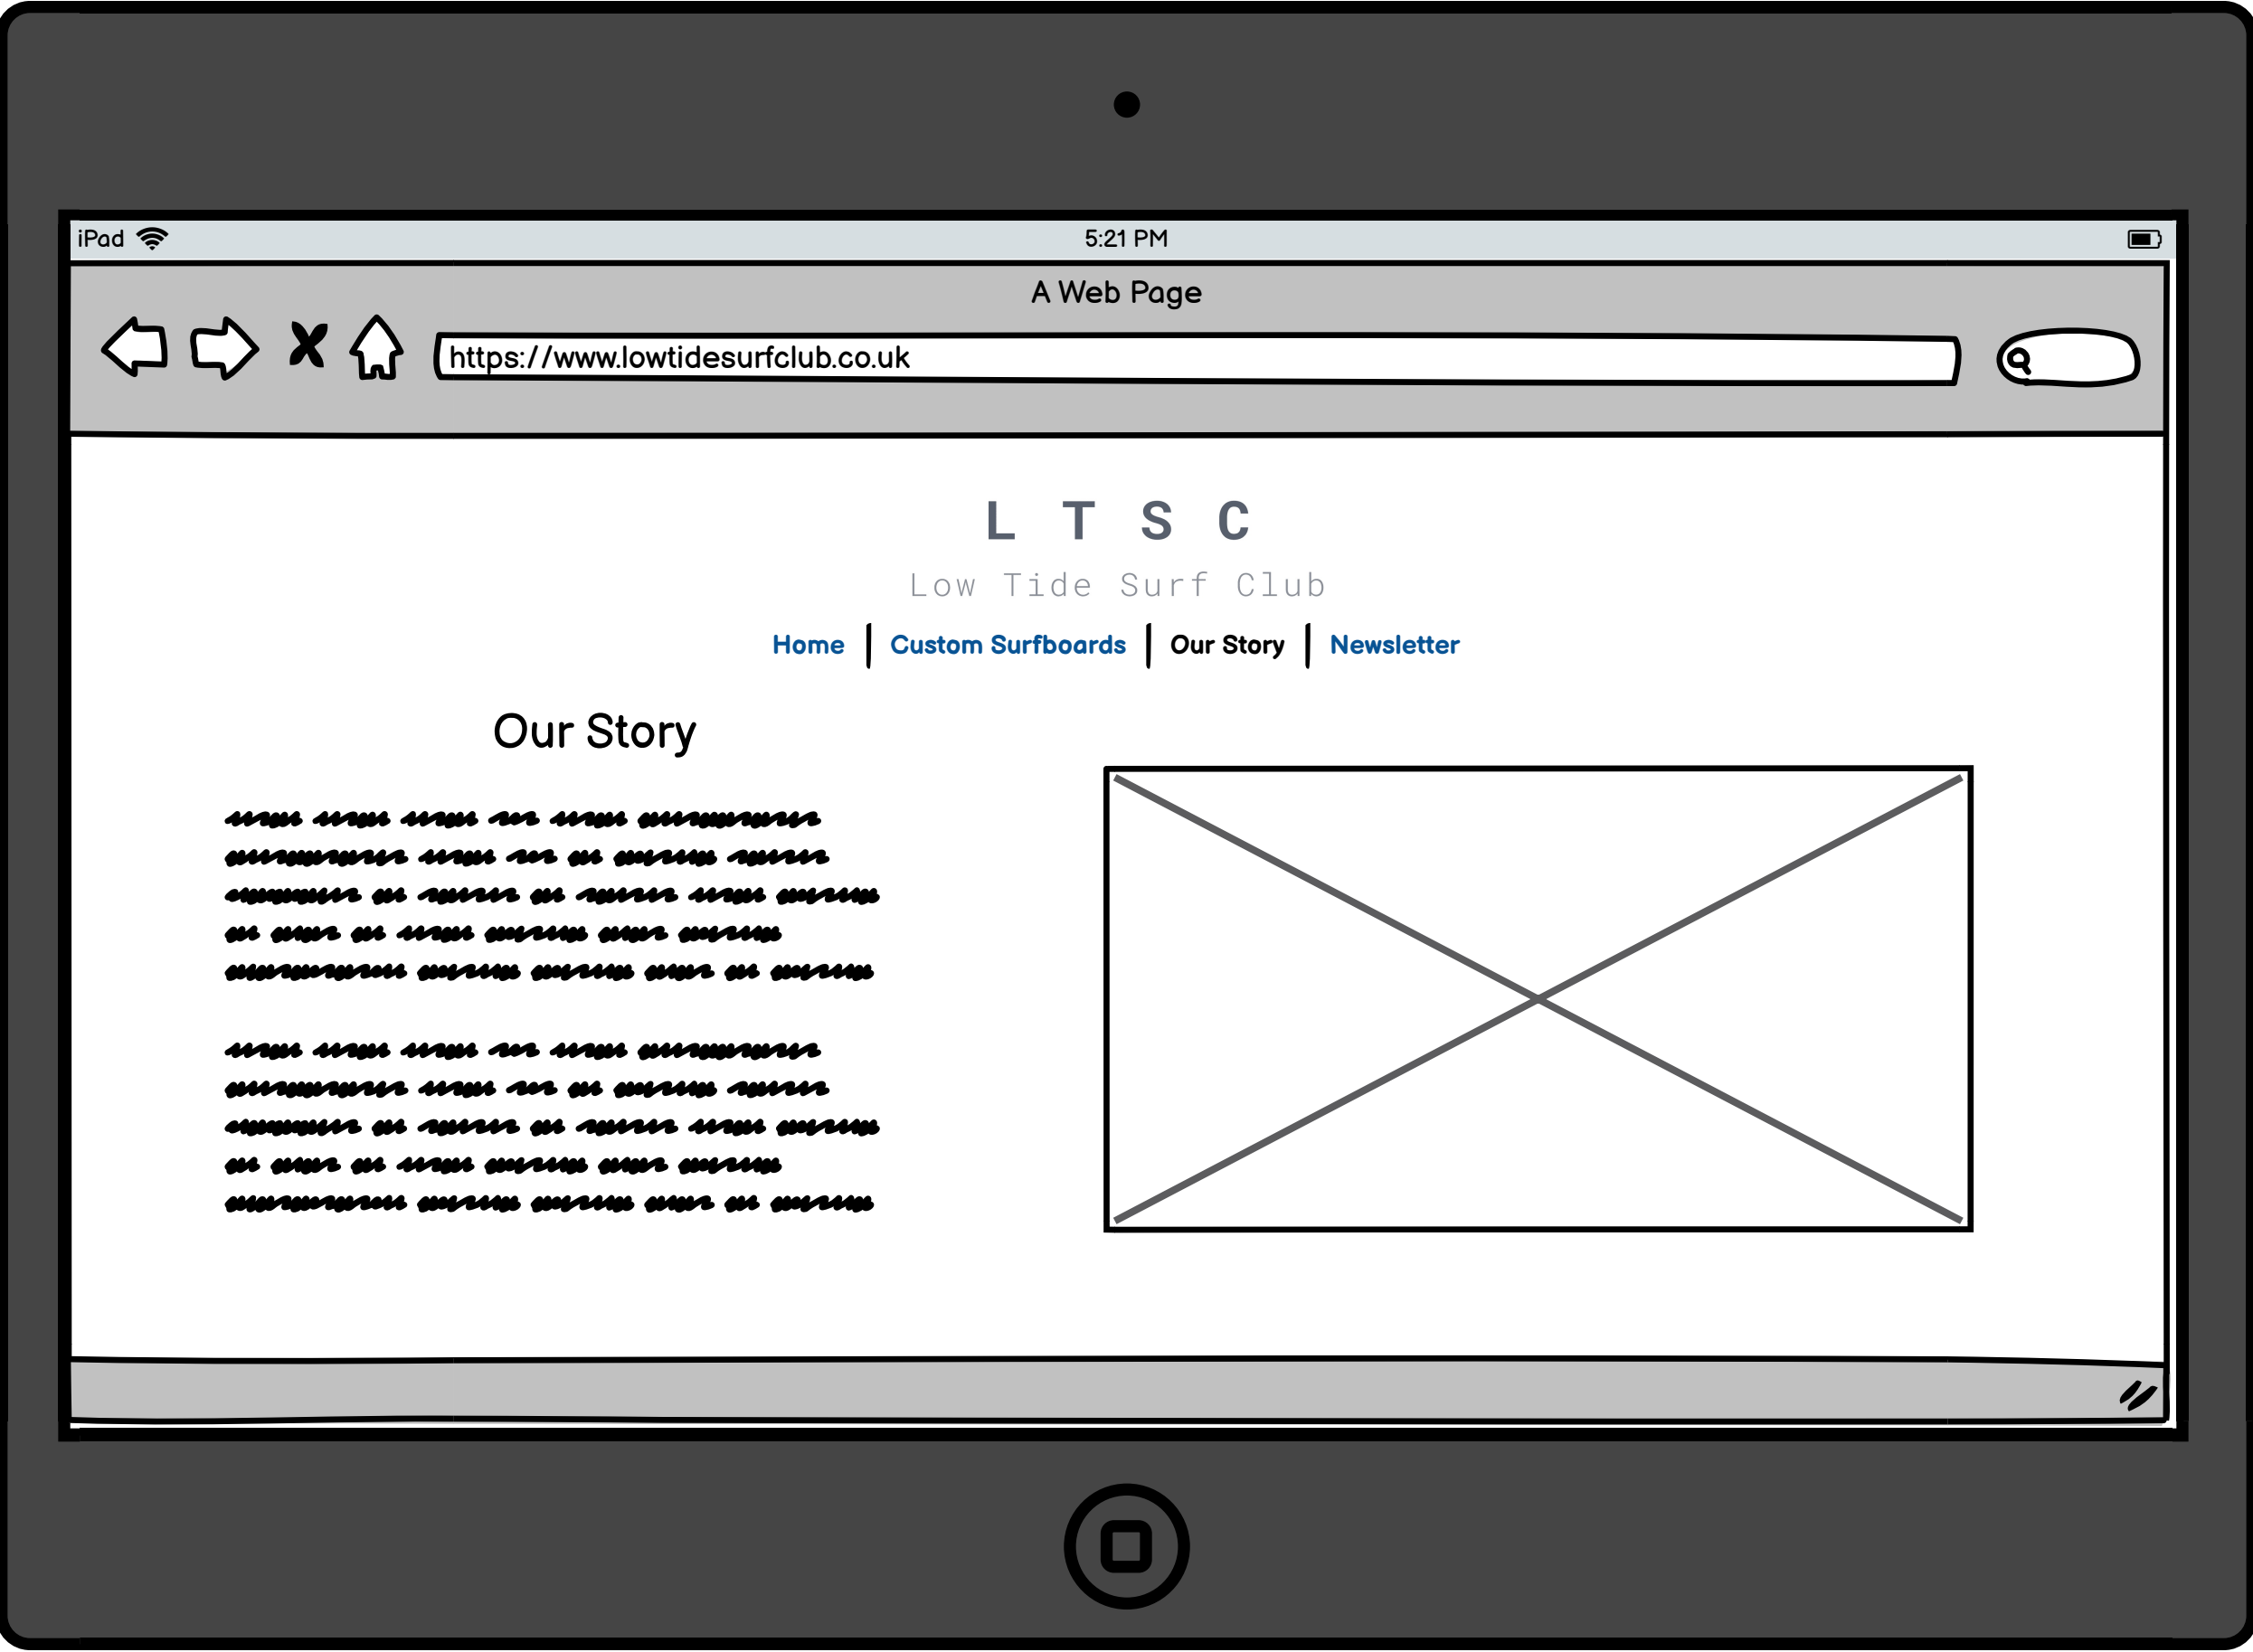 iPad 5:21 PM
A Web Page
https://www.lowtidesurfclub.co.uk
L T S C
Low Tide Surf Club
Home | Custom Surfboards | Our Story | Newsletter
Our Story